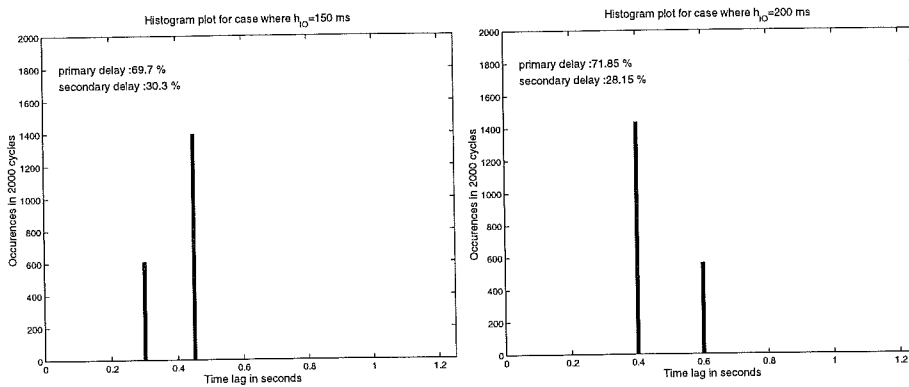 Histogram plot for case where h_IO=150 ms
2000
1800
1600
1400
1200
1000
800
600
400
200
0
primary delay :69.7 %
secondary delay :30.3 %
Occurences in 2000 cycles
0 0.2 0.4 0.6 0.8 1 1.2
Time lag in seconds
Histogram plot for case where h_IO=200 ms
2000
1800
1600
1400
1200
1000
800
600
400
200
0
primary delay :71.85 %
secondary delay :28.15 %
Occurences in 2000 cycles
0 0.2 0.4 0.6 0.8 1 1.2
Time lag in seconds